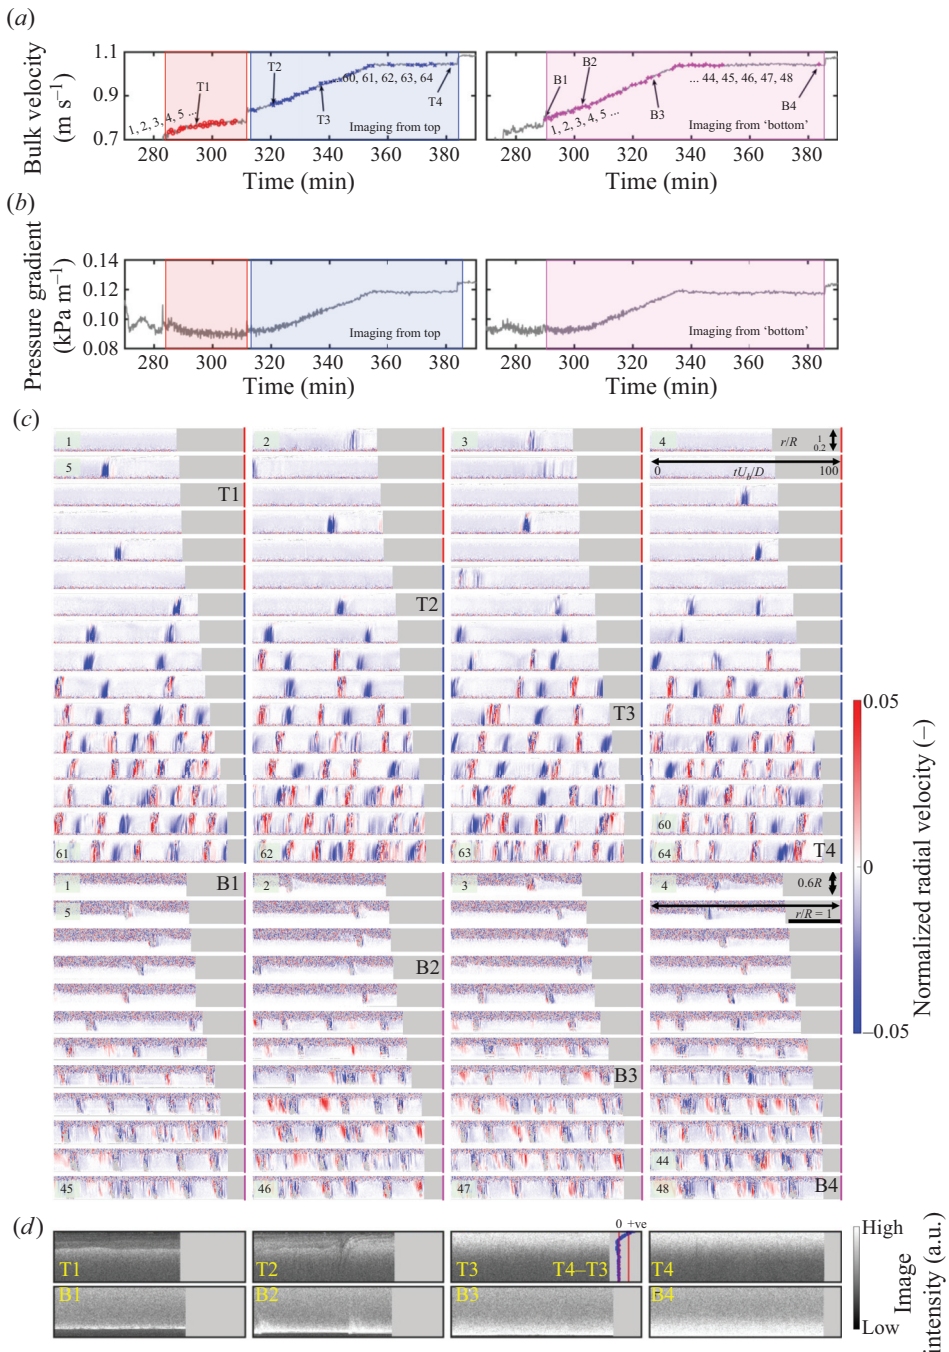 (a)
Bulk velocity
(m s⁻¹)
1.1
0.9
0.7
1, 2, 3, 4, 5 ...
T1
T2
T3
...60, 61, 62, 63, 64
T4
Imaging from top
280 300 320 340 360 380
Time (min)
B1
B2
1, 2, 3, 4, 5 ...
B3
... 44, 45, 46, 47, 48
B4
Imaging from 'bottom'
280 300 320 340 360 380
Time (min)
(b)
Pressure gradient
(kPa m⁻¹)
0.14
0.12
0.10
0.08
Imaging from top
280 300 320 340 360 380
Time (min)
Imaging from 'bottom'
280 300 320 340 360 380
Time (min)
(c)
1 2 3 4 r/R 1 0.2
5 0 tU_b/D 100
T1
T2
T3
60
61 62 63 64 T4
1 B1 2 3 4 0.6R
5 r/R = 1
B2
B3
44
45 46 47 48 B4
0.05
0
−0.05
Normalized radial velocity (−)
(d)
T1 T2 T3 T4−T3 0 +ve T4
B1 B2 B3 B4
High
Low
Image
intensity (a.u.)